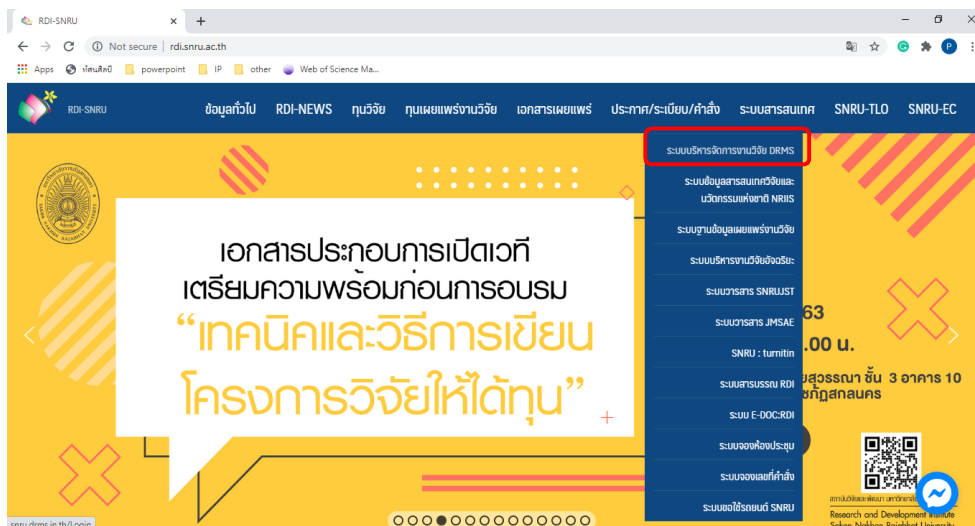 RDI-SNRU
Not secure | rdi.snru.ac.th
Apps
ทัศนศิลป์
powerpoint
IP
other
Web of Science Ma...
RDI-SNRU
ข้อมูลทั่วไป
RDI-NEWS
ทุนวิจัย
ทุนเผยแพร่งานวิจัย
เอกสารเผยแพร่
ประกาศ/ระเบียบ/คำสั่ง
ระบบสารสนเทศ
SNRU-TLO
SNRU-EC
ระบบบริหารจัดการงานวิจัย DRMS
ระบบข้อมูลสารสนเทศวิจัยและ
นวัตกรรมแห่งชาติ NRIIS
ระบบฐานข้อมูลเผยแพร่งานวิจัย
ระบบบริหารงานวิจัยอัจฉริยะ
ระบบวารสาร SNRUJST
ระบบวารสาร JMSAE
SNRU : turnitin
ระบบสารบรรณ RDI
ระบบ E-DOC:RDI
ระบบจองห้องประชุม
ระบบจองเลขที่คำสั่ง
ระบบขอใช้รถยนต์ SNRU
เอกสารประกอบการเปิดเวที
เตรียมความพร้อมก่อนการอบรม
“เทคนิคและวิธีการเขียน
โครงการวิจัยให้ได้ทุน”
63
.00 น.
ยสุวรรณา ชั้น 3 อาคาร 10
ชภัฏสกลนคร
Research and Development Institute
Sakon Nakhon Rajabhat University
snru.drms.in.th/Login